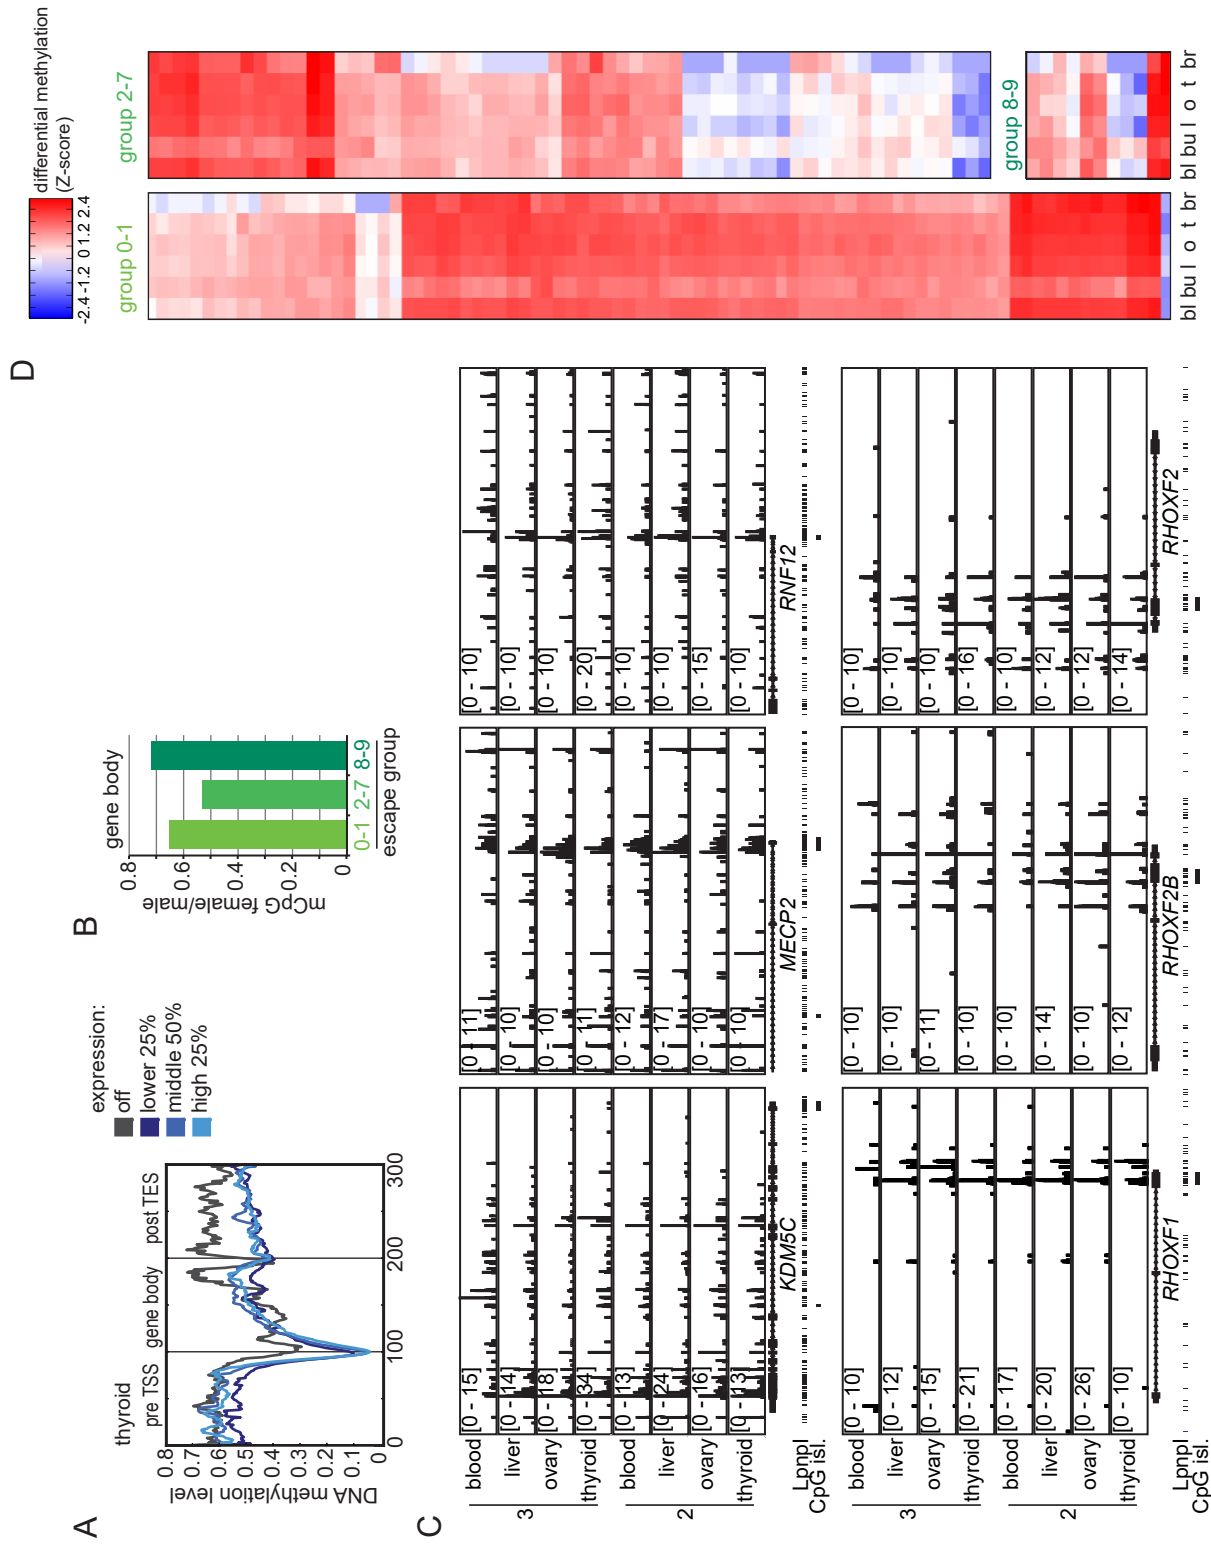 A
thyroid
pre TSS
gene body
post TES
DNA methylation level
0.8
0.7
0.6
0.5
0.4
0.3
0.2
0.1
0
100
200
300
expression:
off
lower 25%
middle 50%
high 25%
B
gene body
mCpG female/male
0.8
0.6
0.4
0.2
0
0-1 2-7 8-9
escape group
C
3
blood [0 - 15] [0 - 11] [0 - 10]
liver [0 - 14] [0 - 10] [0 - 10]
ovary [0 - 18] [0 - 10] [0 - 10]
thyroid [0 - 34] [0 - 11] [0 - 20]
2
blood [0 - 13] [0 - 12] [0 - 10]
liver [0 - 24] [0 - 17] [0 - 10]
ovary [0 - 16] [0 - 10] [0 - 15]
thyroid [0 - 13] [0 - 10] [0 - 10]
KDM5C MECP2 RNF12
LpnpI
CpG isl.
3
blood [0 - 10] [0 - 10] [0 - 10]
liver [0 - 12] [0 - 10] [0 - 10]
ovary [0 - 15] [0 - 11] [0 - 10]
thyroid [0 - 21] [0 - 10] [0 - 16]
2
blood [0 - 17] [0 - 10] [0 - 10]
liver [0 - 20] [0 - 14] [0 - 12]
ovary [0 - 26] [0 - 10] [0 - 12]
thyroid [0 - 10] [0 - 12] [0 - 14]
RHOXF1 RHOXF2B RHOXF2
LpnpI
CpG isl.
D
differential methylation
(Z-score)
-2.4 -1.2 0 1.2 2.4
group 0-1
bl bu l o t br
group 2-7
group 8-9
bl bu l o t br